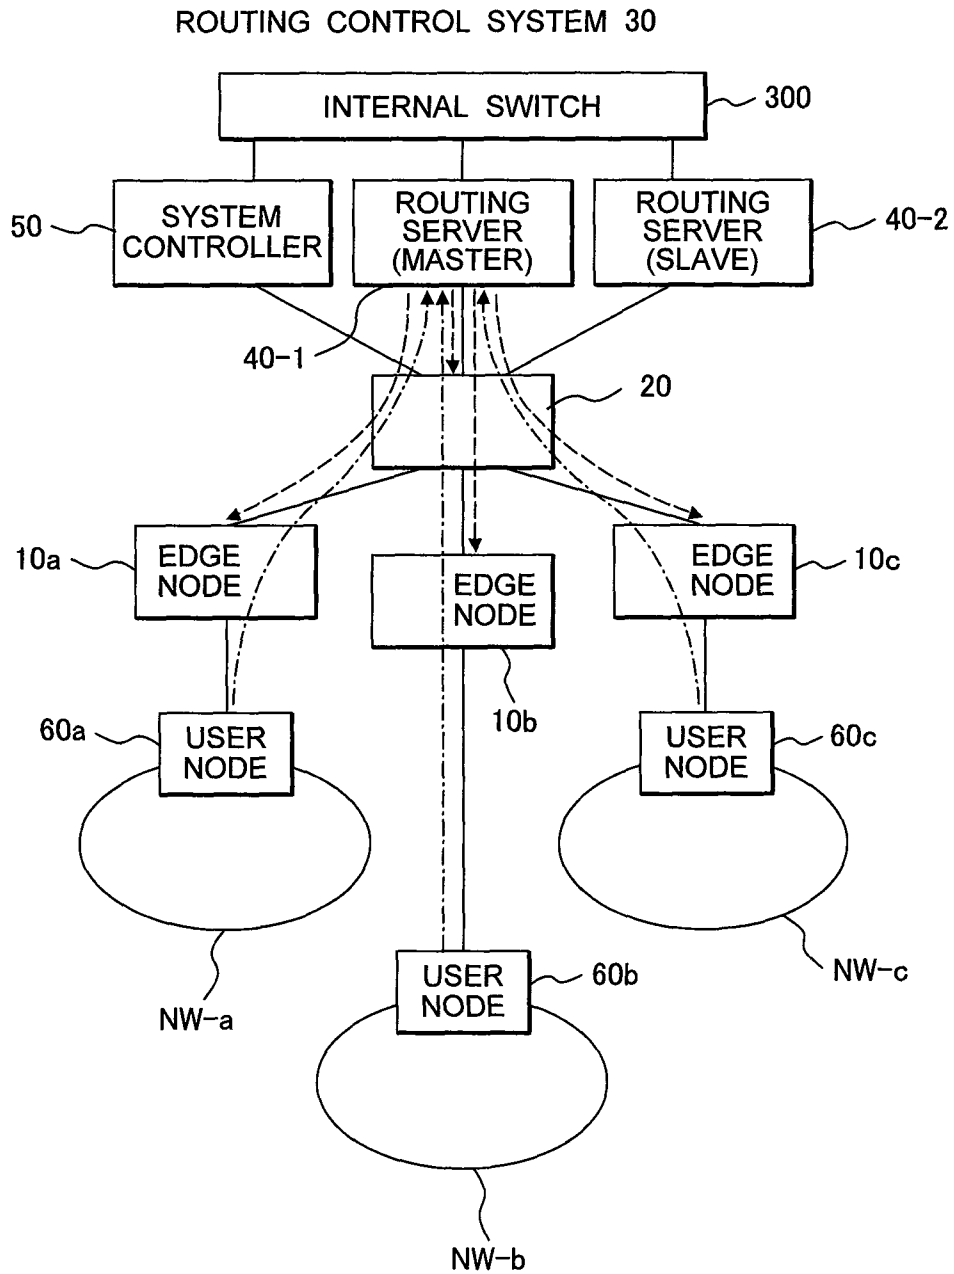 ROUTING CONTROL SYSTEM 30
INTERNAL SWITCH
300
50
SYSTEM
CONTROLLER
ROUTING
SERVER
(MASTER)
ROUTING
SERVER
(SLAVE)
40-2
40-1
20
10a
EDGE
NODE
EDGE
NODE
EDGE
NODE
10c
10b
60a
USER
NODE
USER
NODE
60c
NW-a
USER
NODE
60b
NW-c
NW-b